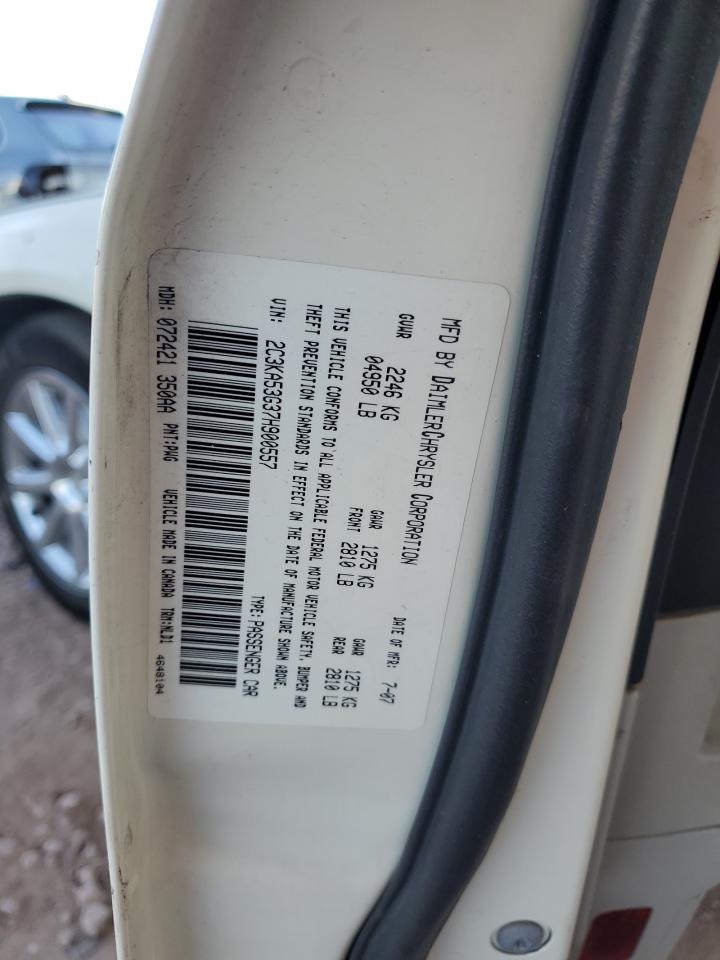 MFD BY DAIMLERCHRYSLER CORPORATION
DATE OF MFR: 7-07
GVWR 2246 KG
04950 LB
GAWR FRONT 1275 KG
2810 LB
GAWR REAR 1275 KG
2810 LB
THIS VEHICLE CONFORMS TO ALL APPLICABLE FEDERAL MOTOR VEHICLE SAFETY, BUMPER AND
THEFT PREVENTION STANDARDS IN EFFECT ON THE DATE OF MANUFACTURE SHOWN ABOVE.
VIN: 2C3KA53G37H900557 TYPE: PASSENGER CAR
MDH: 072421 350AA PNT:PWG VEHICLE MADE IN CANADA TRM:MLD1 4648104